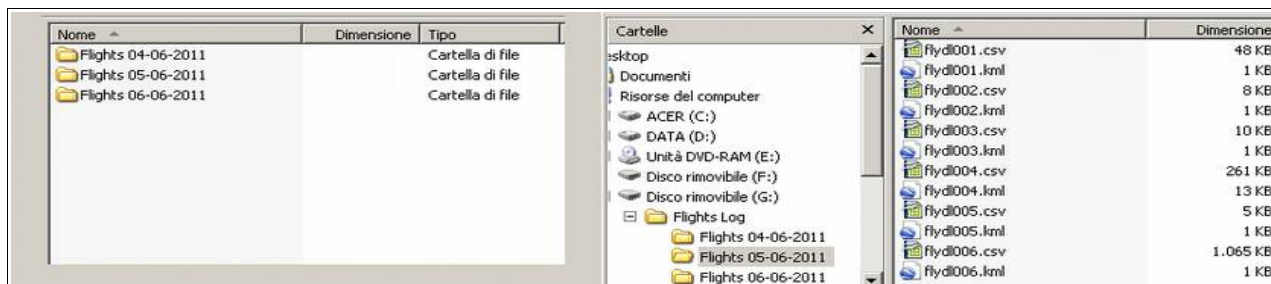 Nome Dimensione Tipo
Flights 04-06-2011 Cartella di file
Flights 05-06-2011 Cartella di file
Flights 06-06-2011 Cartella di file
Cartelle
esktop
Documenti
Risorse del computer
ACER (C:)
DATA (D:)
Unità DVD-RAM (E:)
Disco rimovibile (F:)
Disco rimovibile (G:)
Flights Log
Flights 04-06-2011
Flights 05-06-2011
Flights 06-06-2011
Nome Dimensione
flydl001.csv 48 KB
flydl001.kml 1 KB
flydl002.csv 8 KB
flydl002.kml 1 KB
flydl003.csv 10 KB
flydl003.kml 1 KB
flydl004.csv 261 KB
flydl004.kml 13 KB
flydl005.csv 5 KB
flydl005.kml 1 KB
flydl006.csv 1.065 KB
flydl006.kml 1 KB